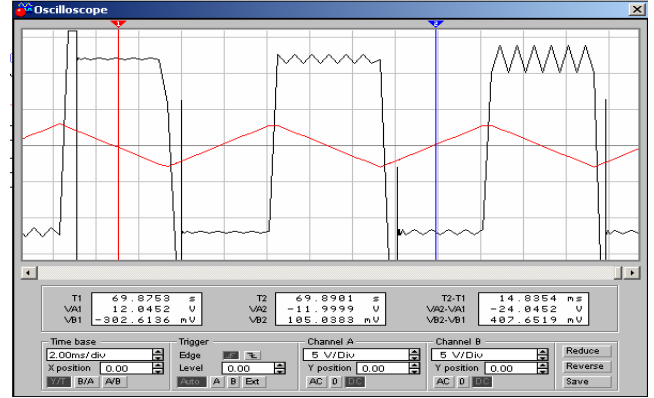 Oscilloscope
1 2
T1 69.8753 s T2 69.8901 s T2-T1 14.8354 ms
VA1 12.0452 V VA2 -11.9999 V VA2-VA1 -24.0452 V
VB1 -302.6136 mV VB2 105.0383 mV VB2-VB1 407.6519 mV
Time base Trigger Channel A Channel B
2.00ms/div Edge 5 V/Div 5 V/Div Reduce
X position 0.00 Level 0.00 Y position 0.00 Y position 0.00 Reverse
Y/T B/A A/B Auto A B Ext AC 0 DC AC 0 DC Save